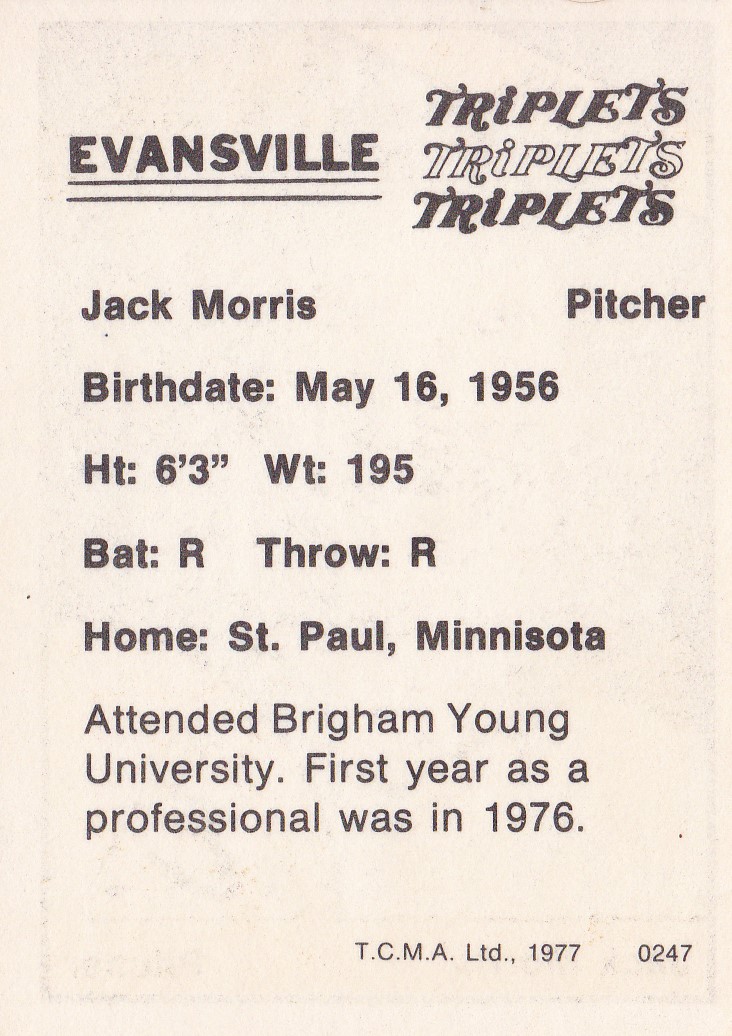 EVANSVILLE
TRiPLETS
TRiPLETS
TRiPLETS
Jack Morris Pitcher
Birthdate: May 16, 1956
Ht: 6’3” Wt: 195
Bat: R Throw: R
Home: St. Paul, Minnisota
Attended Brigham Young
University. First year as a
professional was in 1976.
T.C.M.A. Ltd., 1977 0247